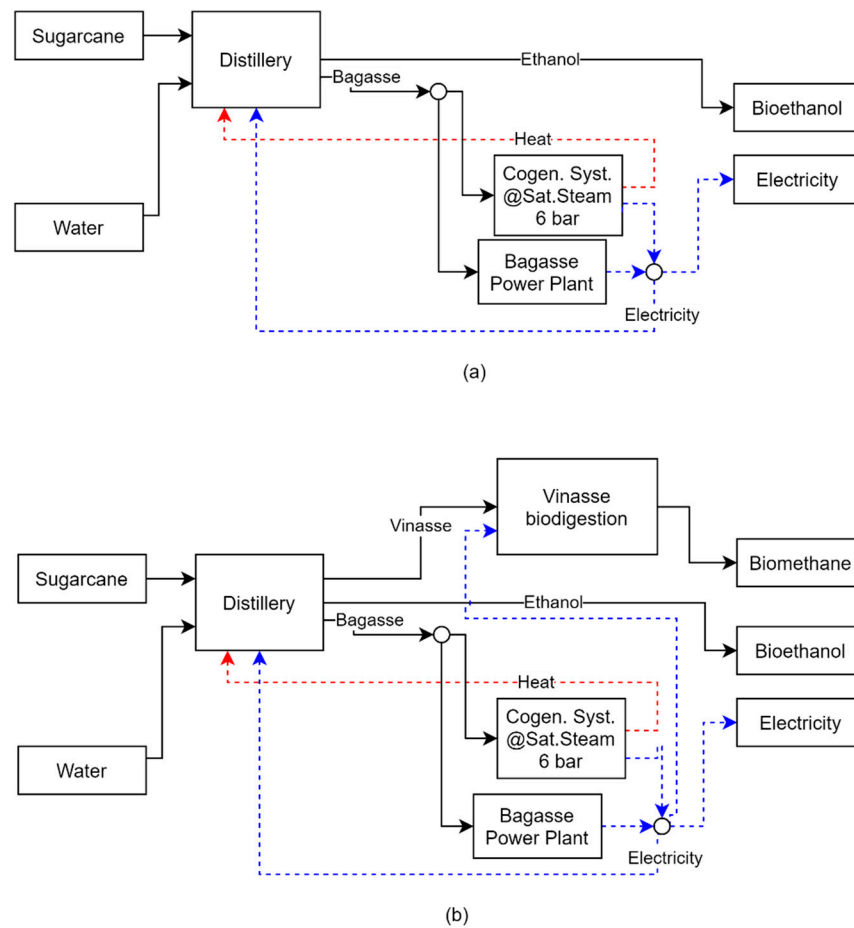 Sugarcane
Distillery
Ethanol
Bagasse
Bioethanol
Heat
Cogen. Syst.
@Sat.Steam
6 bar
Electricity
Water
Bagasse
Power Plant
Electricity
(a)
Vinasse
biodigestion
Vinasse
Biomethane
Sugarcane
Distillery
Ethanol
Bagasse
Bioethanol
Heat
Cogen. Syst.
@Sat.Steam
6 bar
Electricity
Water
Bagasse
Power Plant
Electricity
(b)